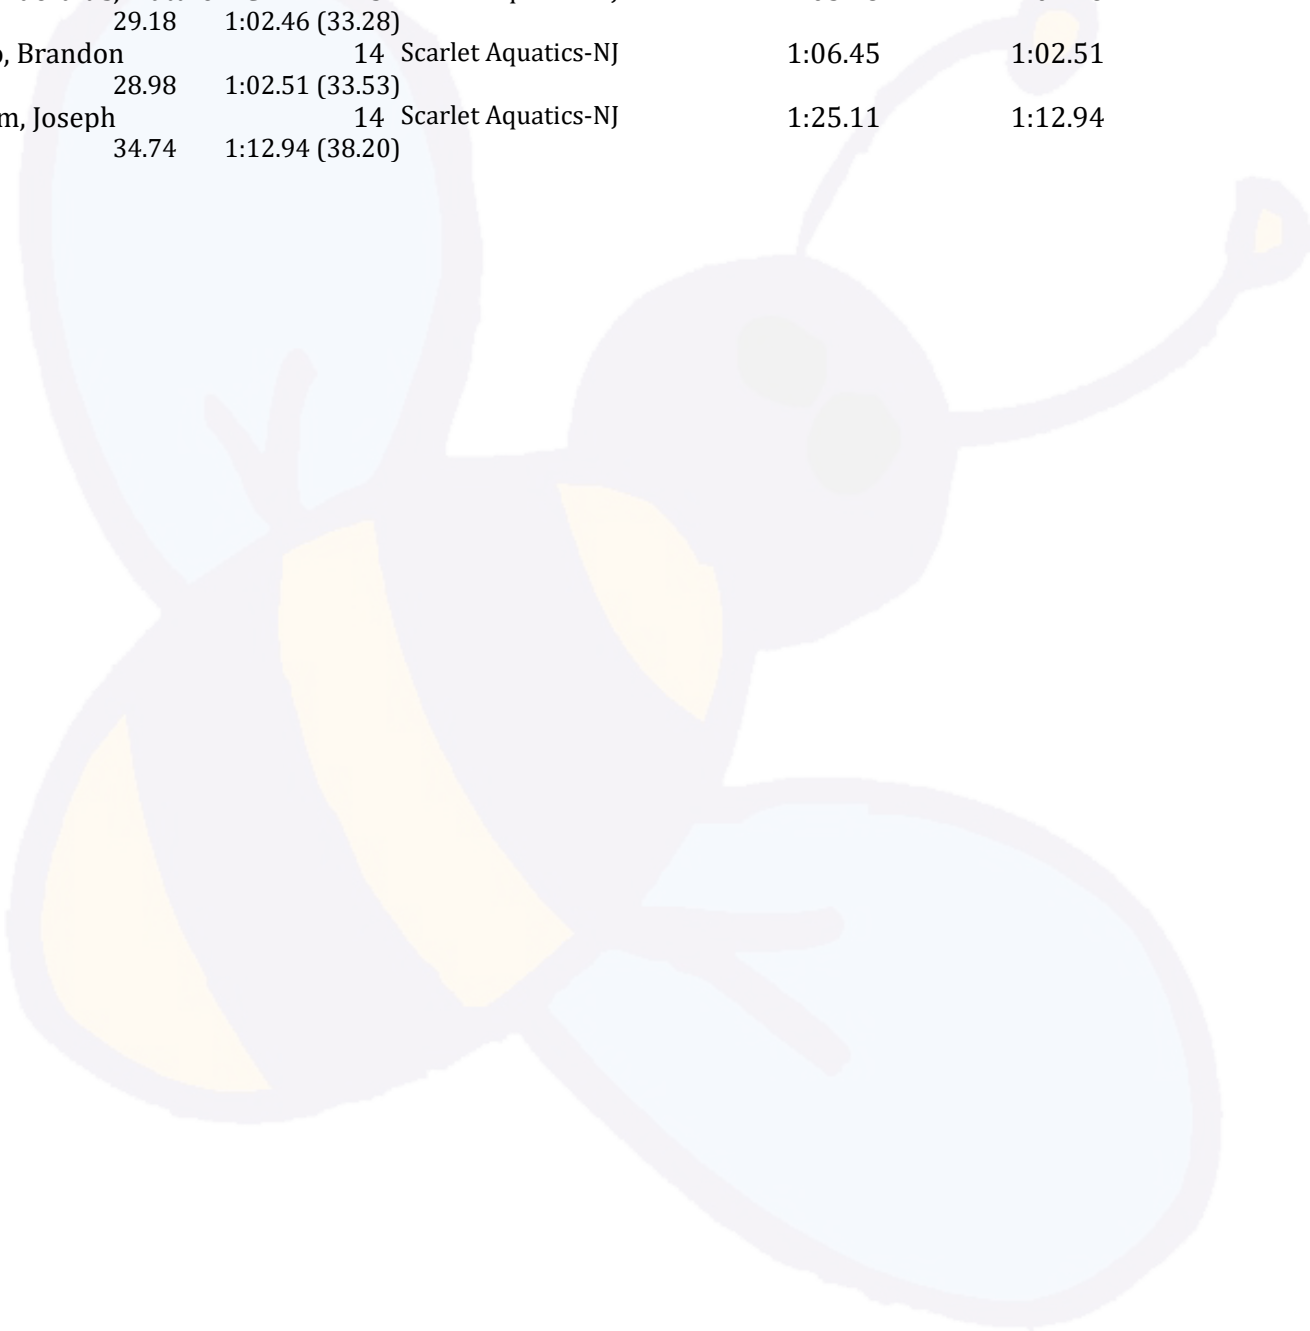 29.18 1:02.46 (33.28)
, Brandon 14 Scarlet Aquatics-NJ 1:06.45 1:02.51
28.98 1:02.51 (33.53)
m, Joseph 14 Scarlet Aquatics-NJ 1:25.11 1:12.94
34.74 1:12.94 (38.20)